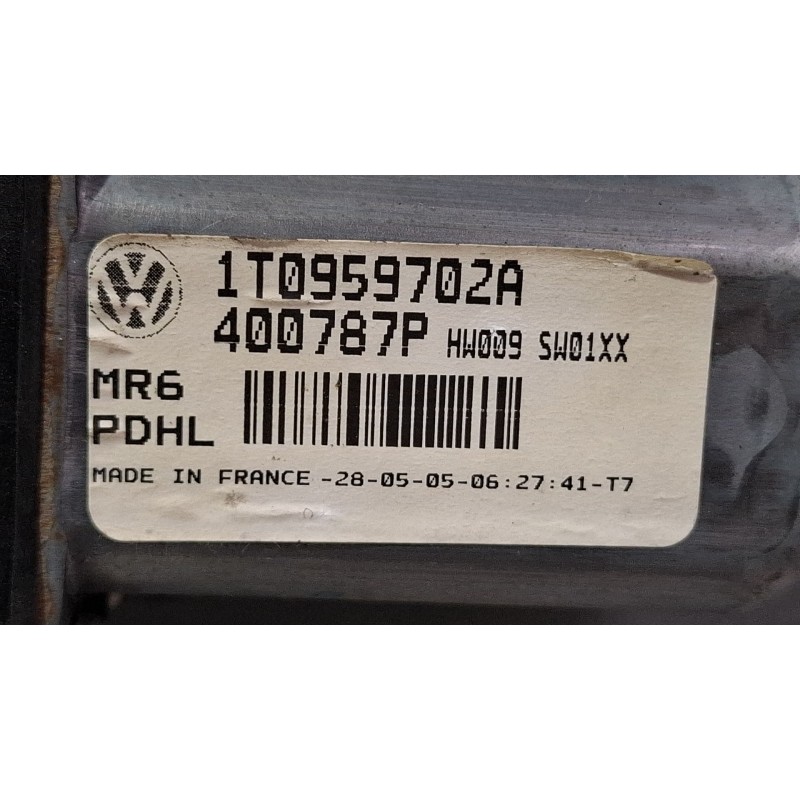 1T0959702A
400787P HW009 SW01XX
MR6
PDHL
MADE IN FRANCE -28-05-05-06:27:41-T7